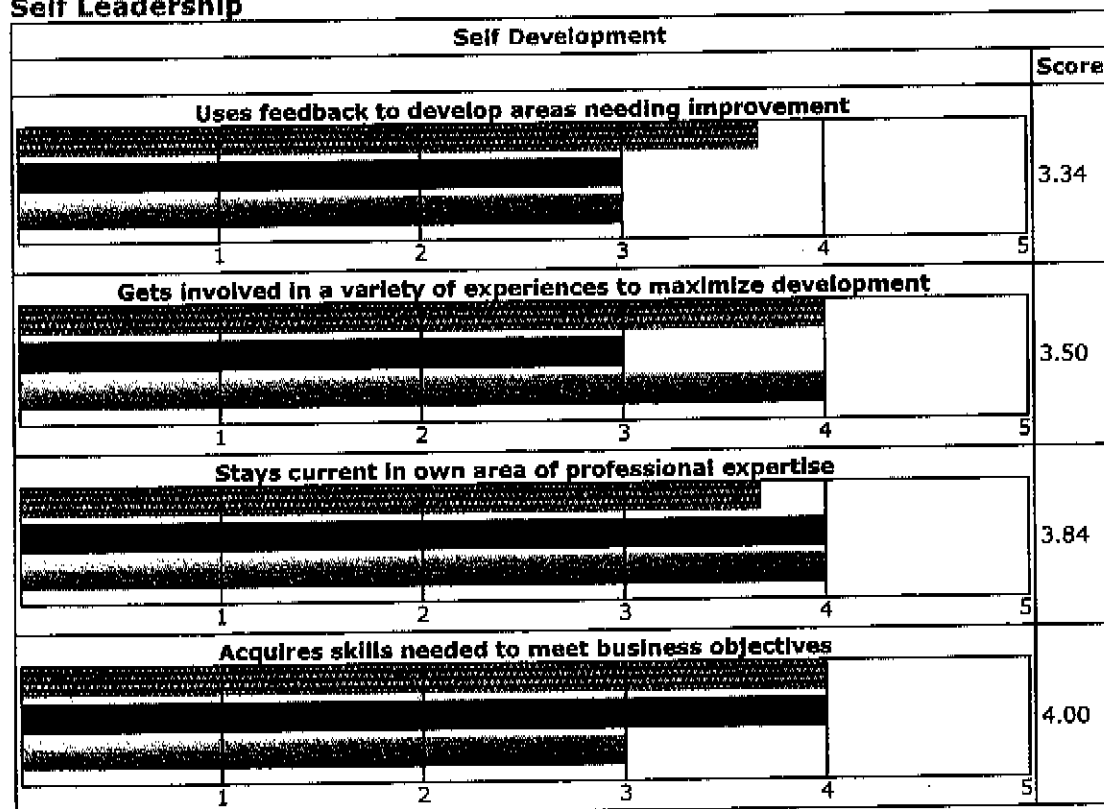 Self Leadership
Self Development
Score
Uses feedback to develop areas needing improvement
3.34
1 2 3 4 5
Gets involved in a variety of experiences to maximize development
3.50
1 2 3 4 5
Stays current in own area of professional expertise
3.84
1 2 3 4 5
Acquires skills needed to meet business objectives
4.00
1 2 3 4 5